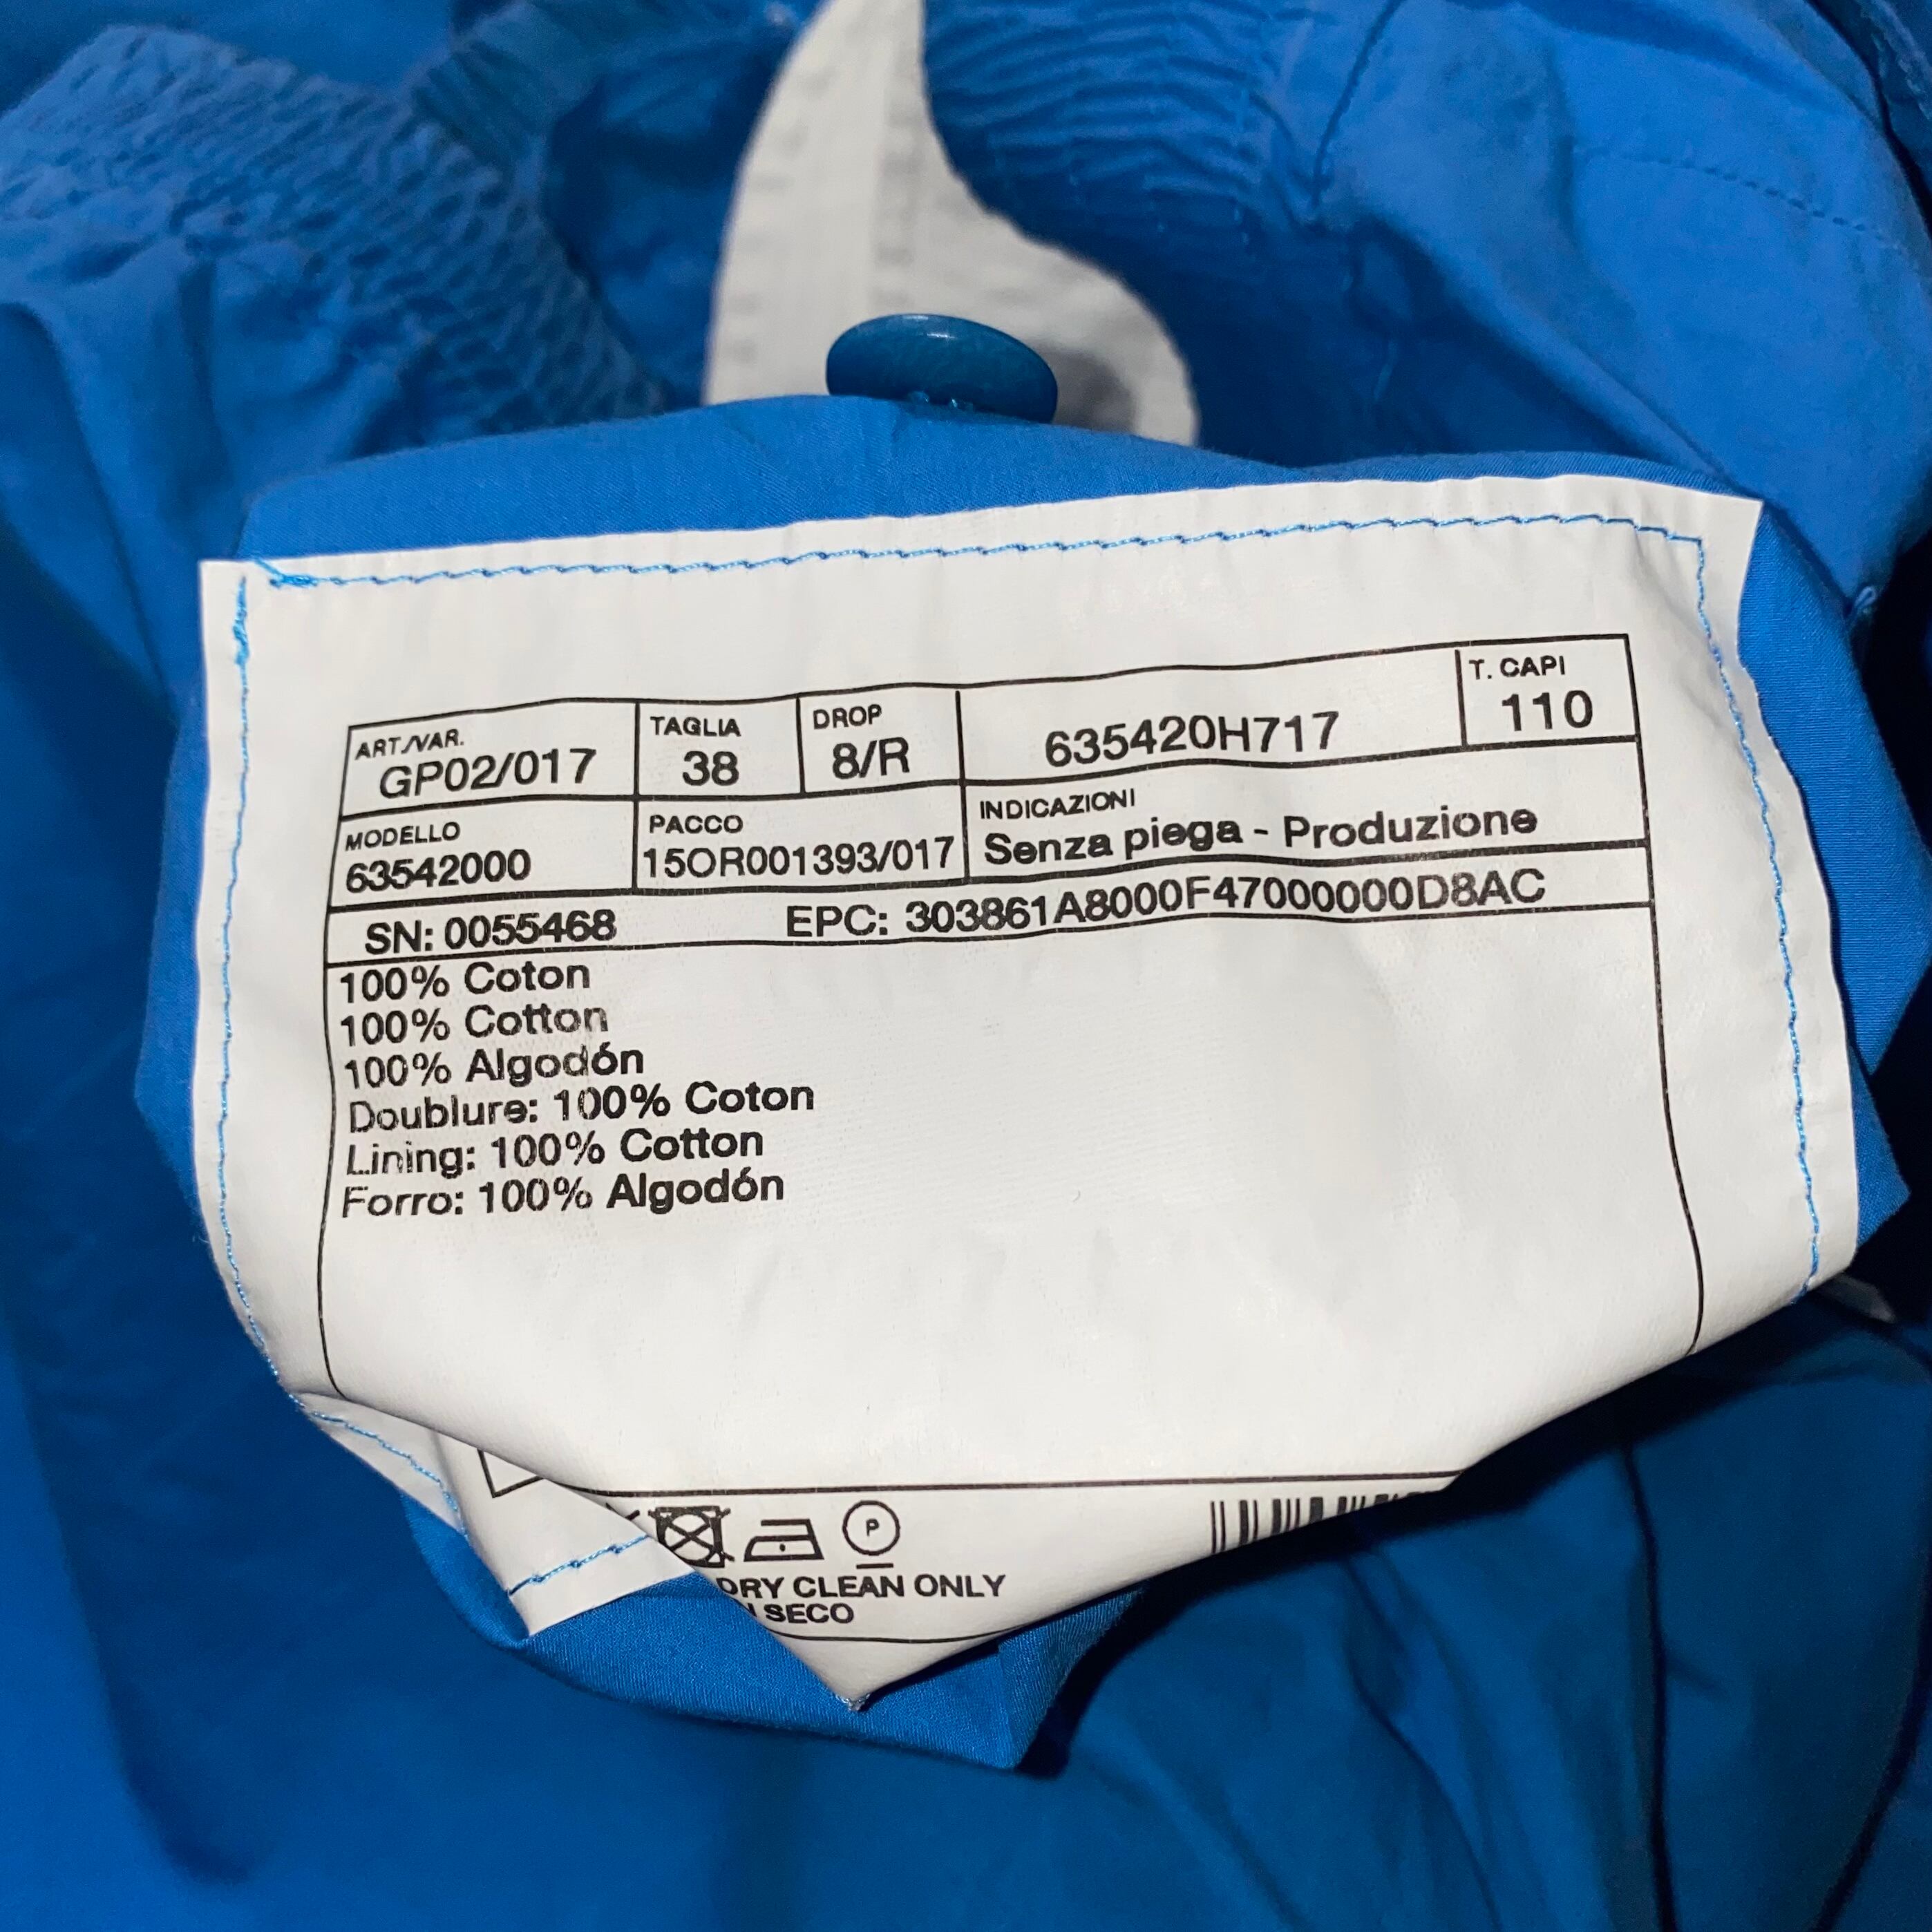 ART./VAR. TAGLIA DROP T. CAPI
GP02/017 38 8/R 635420H717 110
MODELLO PACCO INDICAZIONI
63542000 15OR001393/017 Senza piega - Produzione
SN: 0055468 EPC: 303861A8000F47000000D8AC
100% Coton
100% Cotton
100% Algodón
Doublure: 100% Coton
Lining: 100% Cotton
Forro: 100% Algodón
P
DRY CLEAN ONLY
SECO